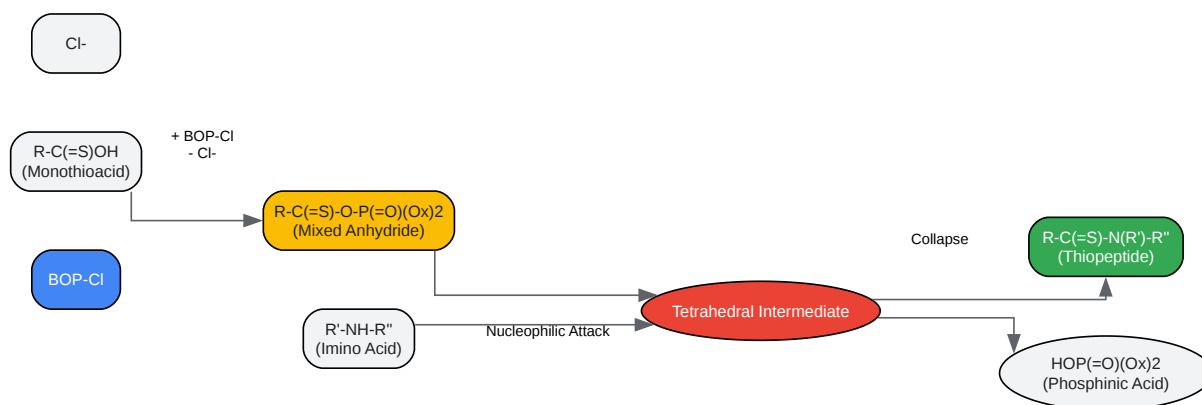 Cl-
R-C(=S)OH
(Monothioacid)
+ BOP-Cl
- Cl-
R-C(=S)-O-P(=O)(Ox)2
(Mixed Anhydride)
BOP-Cl
R'-NH-R"
(Imino Acid)
Nucleophilic Attack
Tetrahedral Intermediate
Collapse
R-C(=S)-N(R')-R"
(Thiopeptide)
HOP(=O)(Ox)2
(Phosphinic Acid)